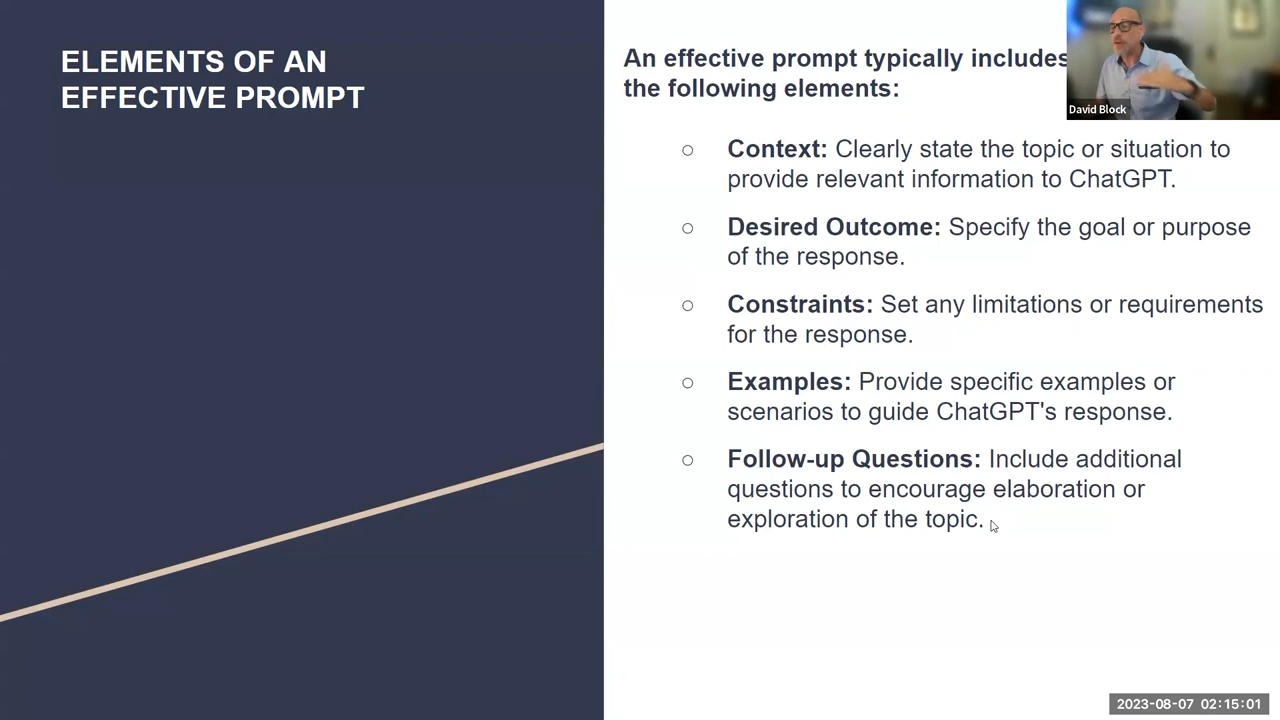 ELEMENTS OF AN
EFFECTIVE PROMPT
An effective prompt typically includes
the following elements:
Context: Clearly state the topic or situation to
provide relevant information to ChatGPT.
Desired Outcome: Specify the goal or purpose
of the response.
Constraints: Set any limitations or requirements
for the response.
Examples: Provide specific examples or
scenarios to guide ChatGPT's response.
Follow-up Questions: Include additional
questions to encourage elaboration or
exploration of the topic.
David Block
2023-08-07 02:15:01